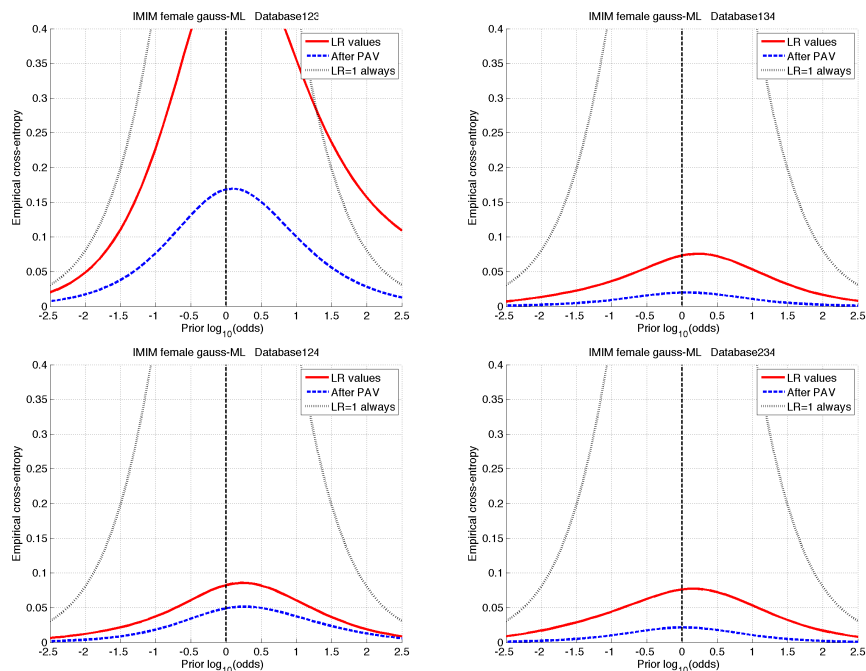 IMIM female gauss-ML Database123
0.4
0.35
0.3
0.25
0.2
0.15
0.1
0.05
0
Empirical cross-entropy
LR values
After PAV
LR=1 always
-2.5 -2 -1.5 -1 -0.5 0 0.5 1 1.5 2 2.5
Prior log10(odds)
IMIM female gauss-ML Database134
0.4
0.35
0.3
0.25
0.2
0.15
0.1
0.05
0
Empirical cross-entropy
LR values
After PAV
LR=1 always
-2.5 -2 -1.5 -1 -0.5 0 0.5 1 1.5 2 2.5
Prior log10(odds)
IMIM female gauss-ML Database124
0.4
0.35
0.3
0.25
0.2
0.15
0.1
0.05
0
Empirical cross-entropy
LR values
After PAV
LR=1 always
-2.5 -2 -1.5 -1 -0.5 0 0.5 1 1.5 2 2.5
Prior log10(odds)
IMIM female gauss-ML Database234
0.4
0.35
0.3
0.25
0.2
0.15
0.1
0.05
0
Empirical cross-entropy
LR values
After PAV
LR=1 always
-2.5 -2 -1.5 -1 -0.5 0 0.5 1 1.5 2 2.5
Prior log10(odds)